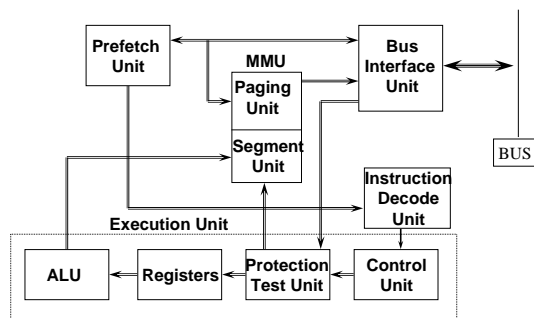 Prefetch
Unit
MMU
Bus
Interface
Unit
Paging
Unit
Segment
Unit
BUS
Instruction
Decode
Unit
Execution Unit
ALU
Registers
Protection
Test Unit
Control
Unit